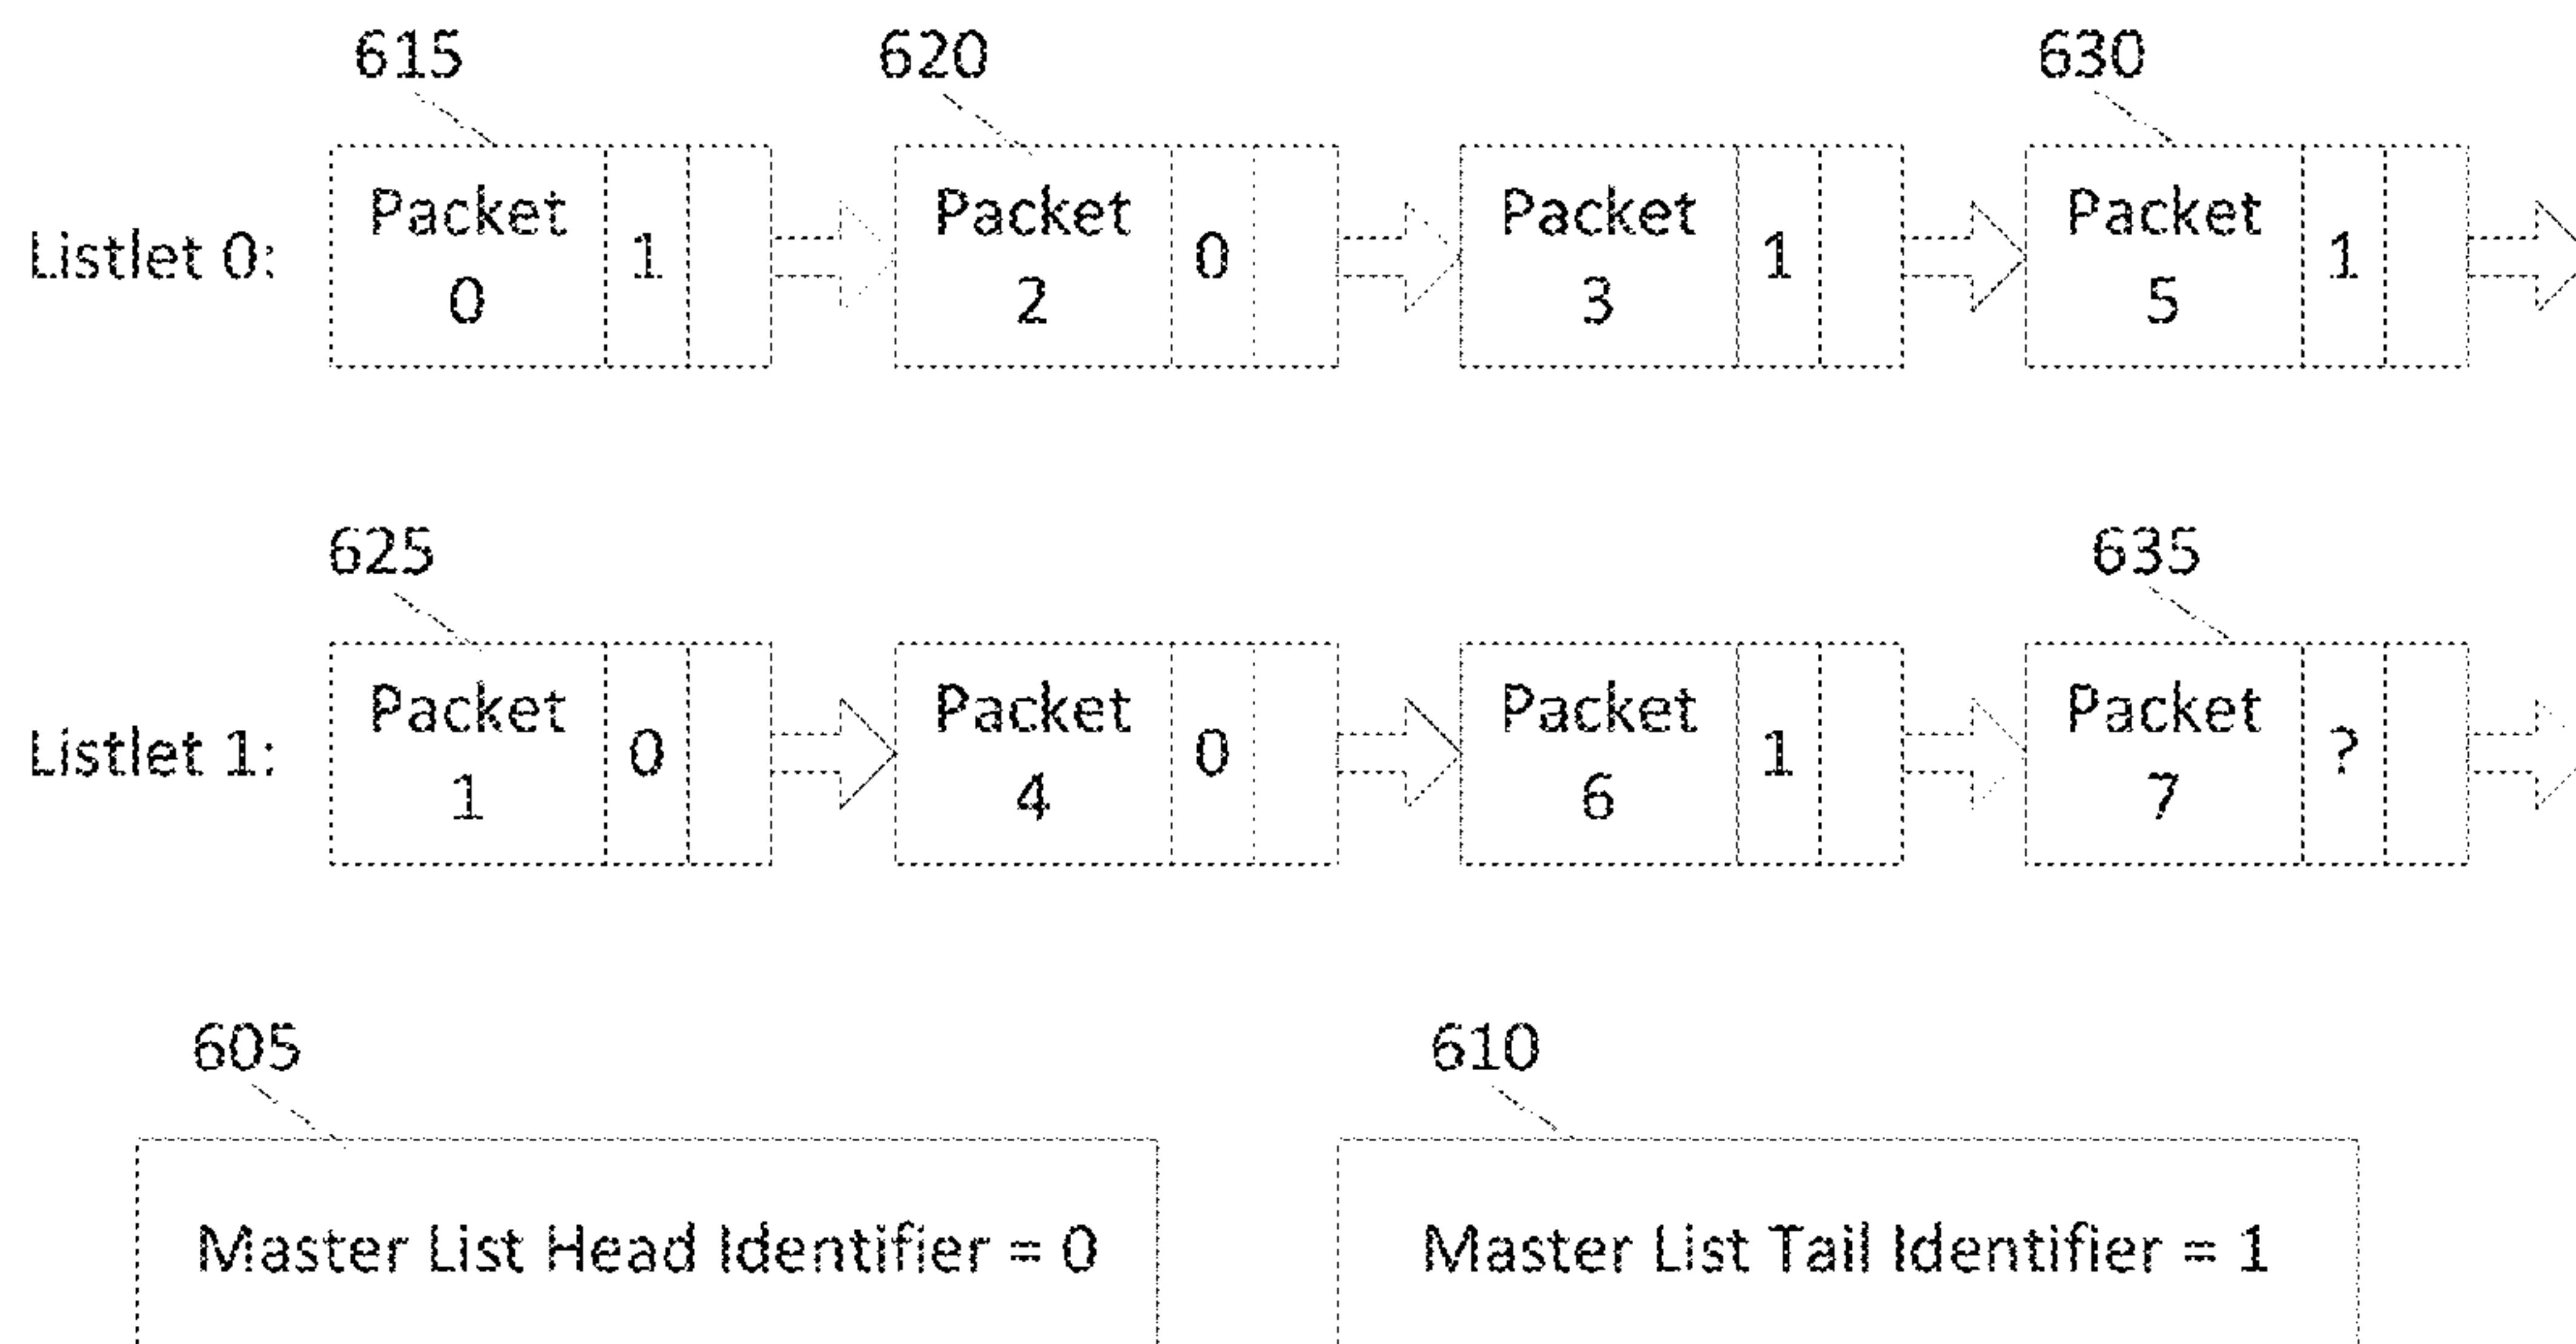 615 620 630
Listlet 0:
Packet 0 1
Packet 2 0
Packet 3 1
Packet 5 1
625 635
Listlet 1:
Packet 1 0
Packet 4 0
Packet 6 1
Packet 7 ?
605 610
Master List Head Identifier = 0
Master List Tail Identifier = 1